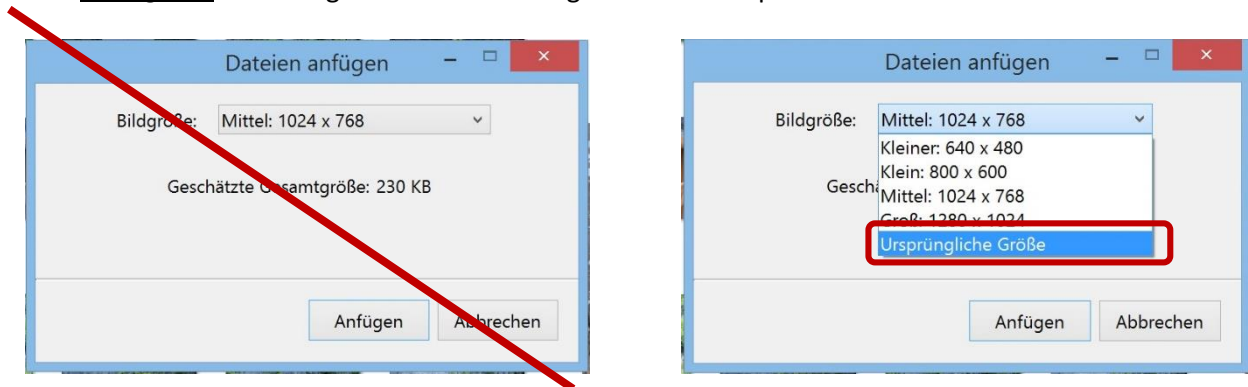 Dateien anfügen
Bildgröße: Mittel: 1024 x 768
Geschätzte Gesamtgröße: 230 KB
Anfügen Abbrechen
Dateien anfügen
Bildgröße: Mittel: 1024 x 768
Kleiner: 640 x 480
Klein: 800 x 600
Gesch Mittel: 1024 x 768
Groß: 1280 x 1024
Ursprüngliche Größe
Anfügen Abbrechen